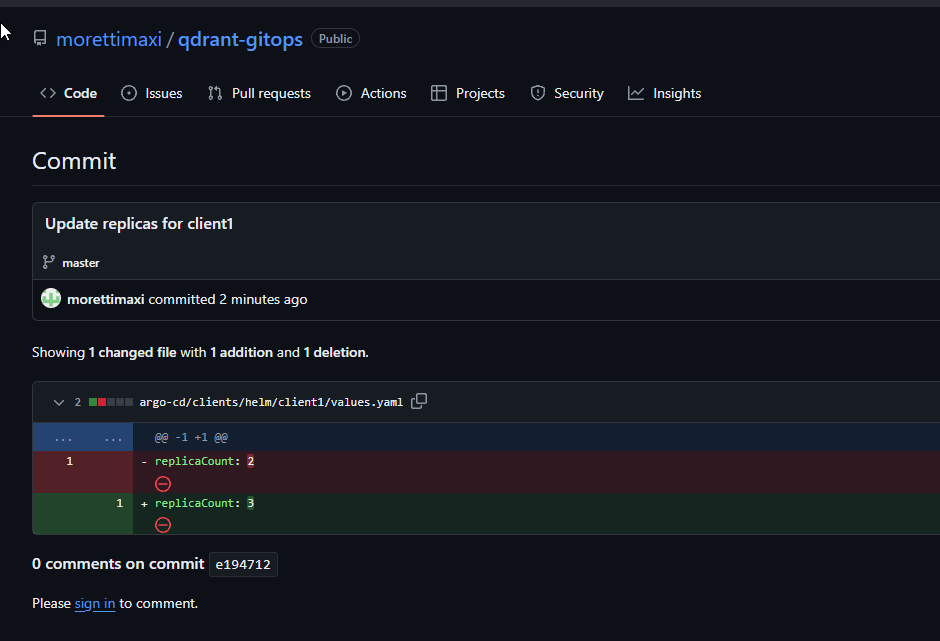 morettimaxi / qdrant-gitops Public
Code Issues Pull requests Actions Projects Security Insights
Commit
Update replicas for client1
master
morettimaxi committed 2 minutes ago
Showing 1 changed file with 1 addition and 1 deletion.
2 argo-cd/clients/helm/client1/values.yaml
... ... @@ -1 +1 @@
1 - replicaCount: 2
1 + replicaCount: 3
0 comments on commit e194712
Please sign in to comment.